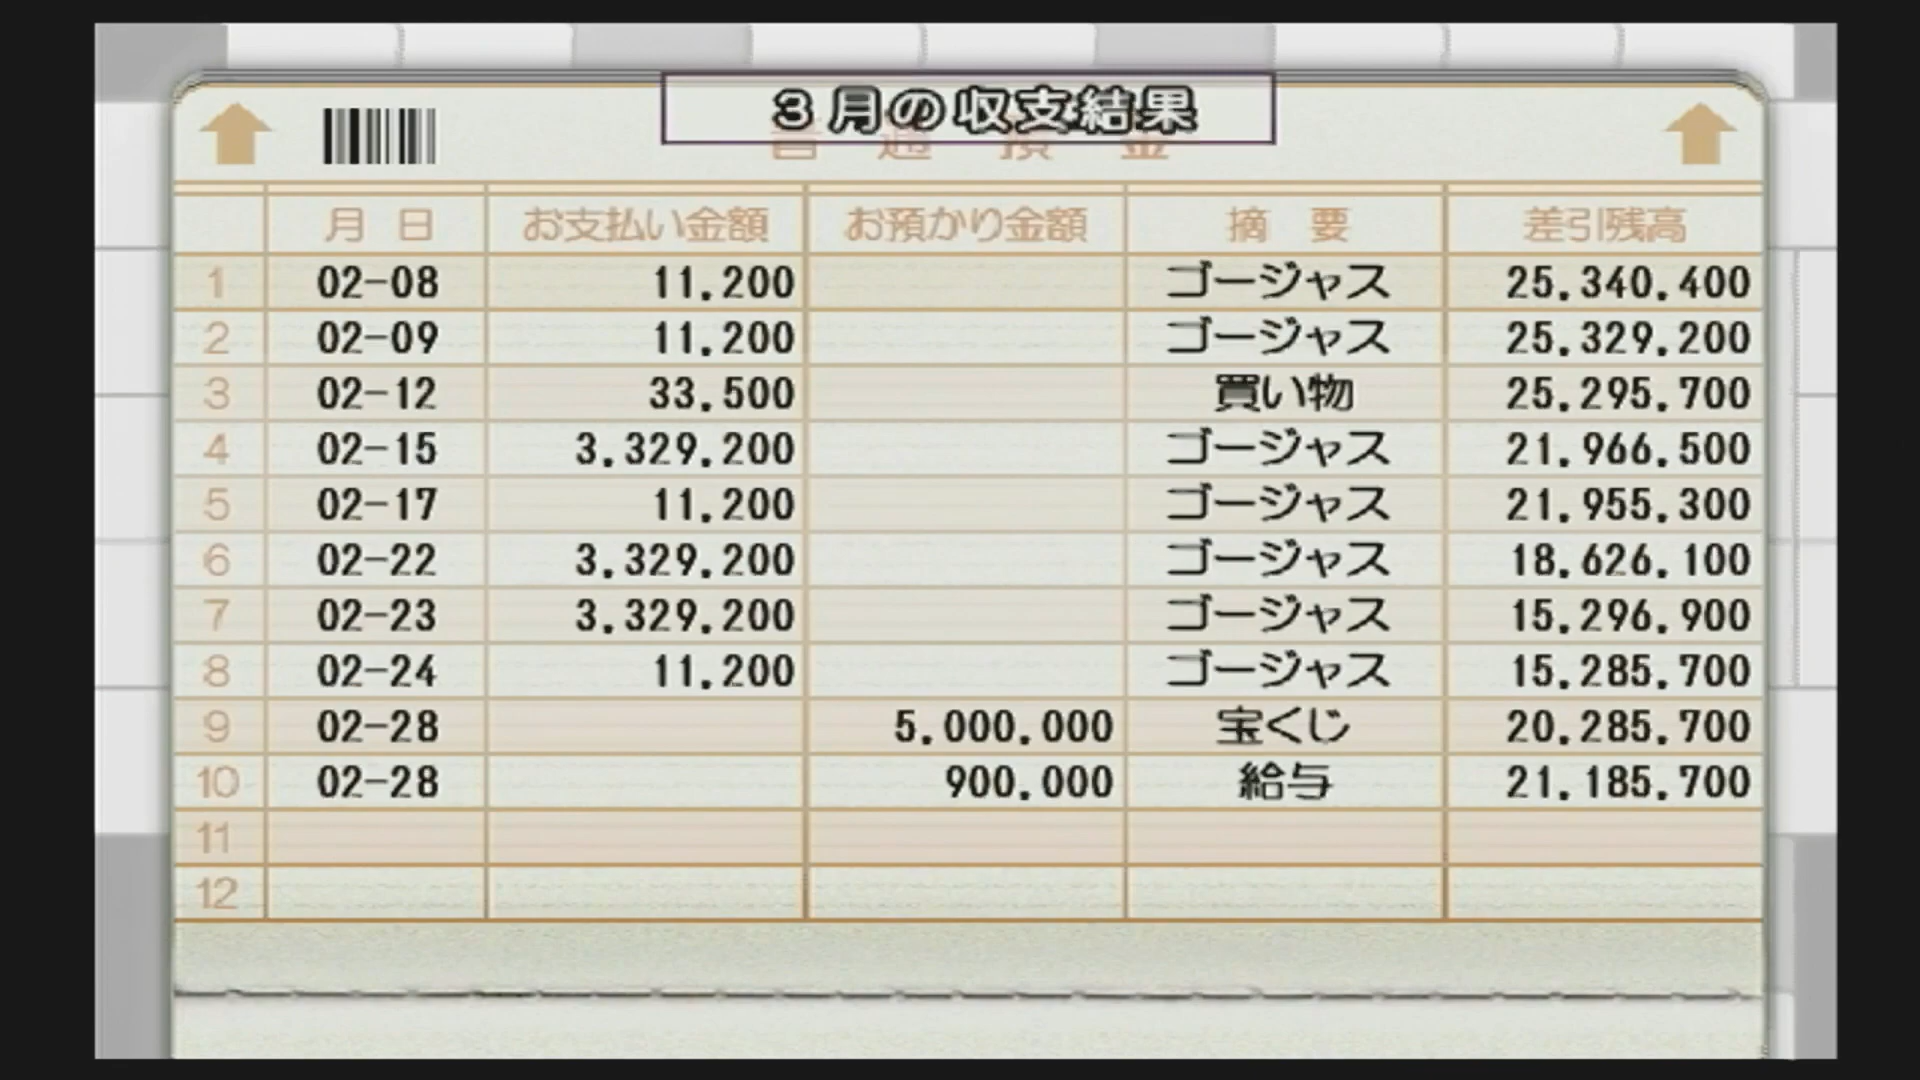 3月の収支結果
普通預金
月日 お支払い金額 お預かり金額 摘要 差引残高
1 02-08 11.200 ゴージャス 25.340.400
2 02-09 11.200 ゴージャス 25.329.200
3 02-12 33.500 買い物 25.295.700
4 02-15 3.329.200 ゴージャス 21.966.500
5 02-17 11.200 ゴージャス 21.955.300
6 02-22 3.329.200 ゴージャス 18.626.100
7 02-23 3.329.200 ゴージャス 15.296.900
8 02-24 11.200 ゴージャス 15.285.700
9 02-28 5.000.000 宝くじ 20.285.700
10 02-28 900.000 給与 21.185.700
11
12